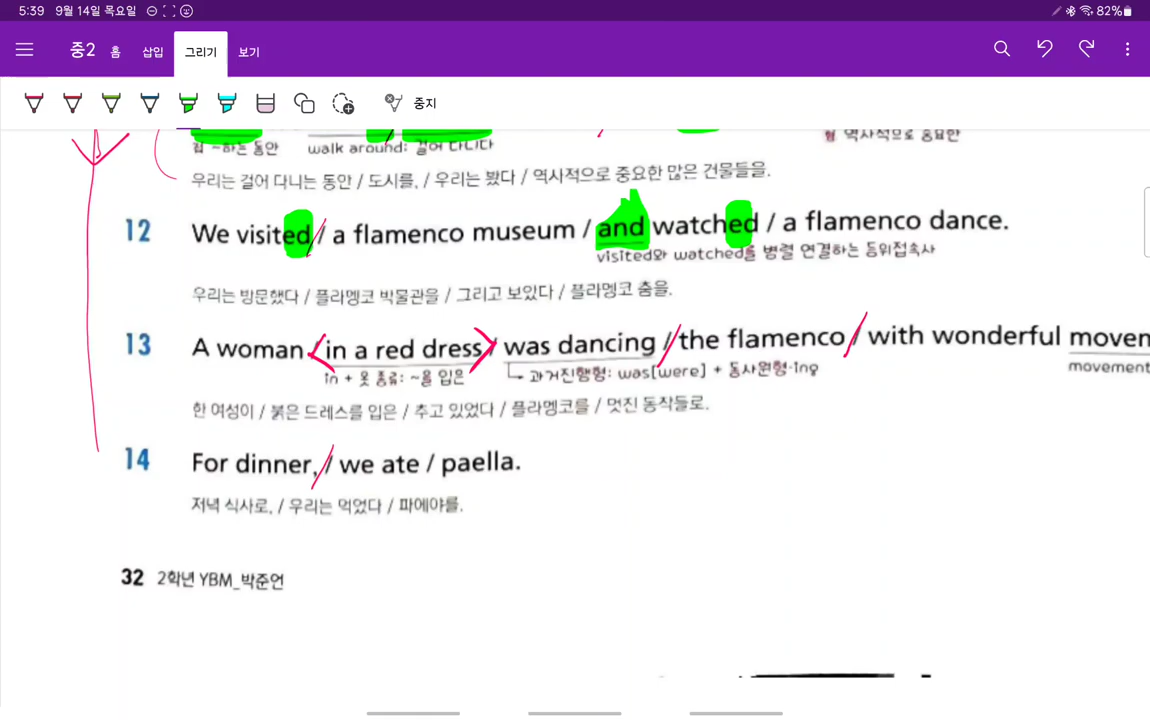 5:39 9월 14일 목요일 82%
중2 홈 삽입 그리기 보기
중지
접 ~하는 동안 walk around: 걸어 다니다 형 역사적으로 중요한
우리는 걸어 다니는 동안 / 도시를, / 우리는 봤다 / 역사적으로 중요한 많은 건물들을.
12 We visited / a flamenco museum / and watched / a flamenco dance.
visited와 watched를 병렬 연결하는 등위접속사
우리는 방문했다 / 플라멩코 박물관을 / 그리고 보았다 / 플라멩코 춤을.
13 A woman / in a red dress / was dancing / the flamenco / with wonderful movem
in + 옷 종류: ~을 입은 과거진행형: was[were] + 동사원형-ing movement
한 여성이 / 붉은 드레스를 입은 / 추고 있었다 / 플라멩코를 / 멋진 동작들로.
14 For dinner, / we ate / paella.
저녁 식사로, / 우리는 먹었다 / 파에야를.
32 2학년 YBM_박준언